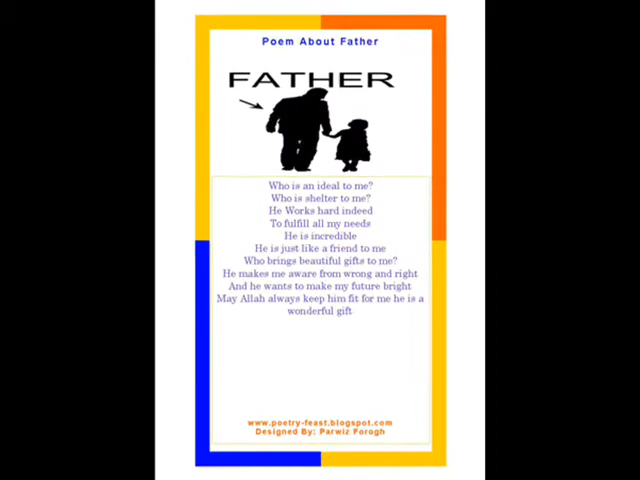 Poem About Father
FATHER
Who is an ideal to me?
Who is shelter to me?
He Works hard indeed
To fulfill all my needs
He is incredible
He is just like a friend to me
Who brings beautiful gifts to me?
He makes me aware from wrong and right
And he wants to make my future bright
May Allah always keep him fit for me he is a
wonderful gift
www.poetry-feast.blogspot.com
Designed By: Parwiz Forogh